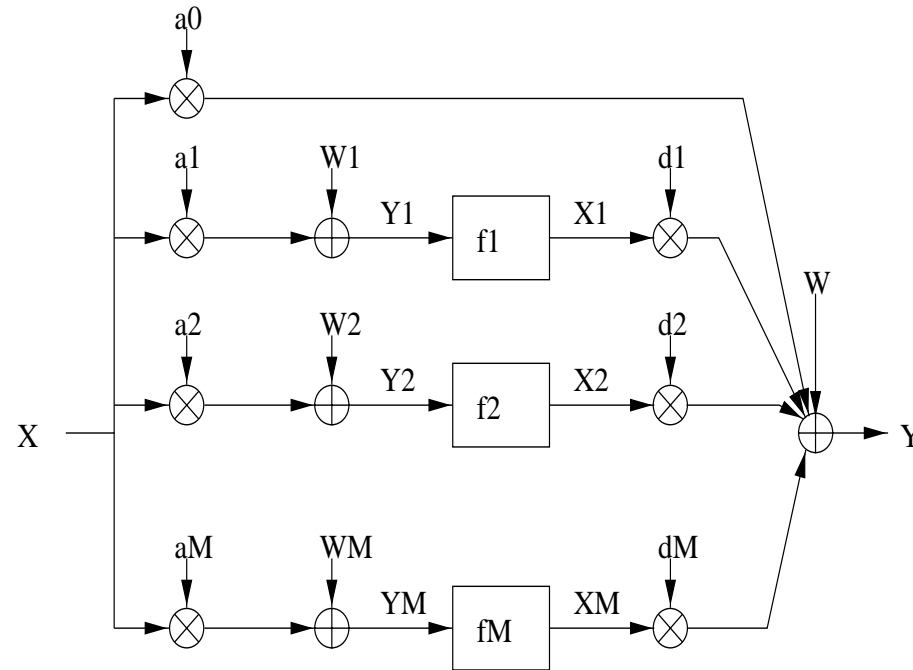 a0
a1 W1 Y1 f1 X1 d1
W
a2 W2 Y2 f2 X2 d2
X Y
aM WM YM fM XM dM